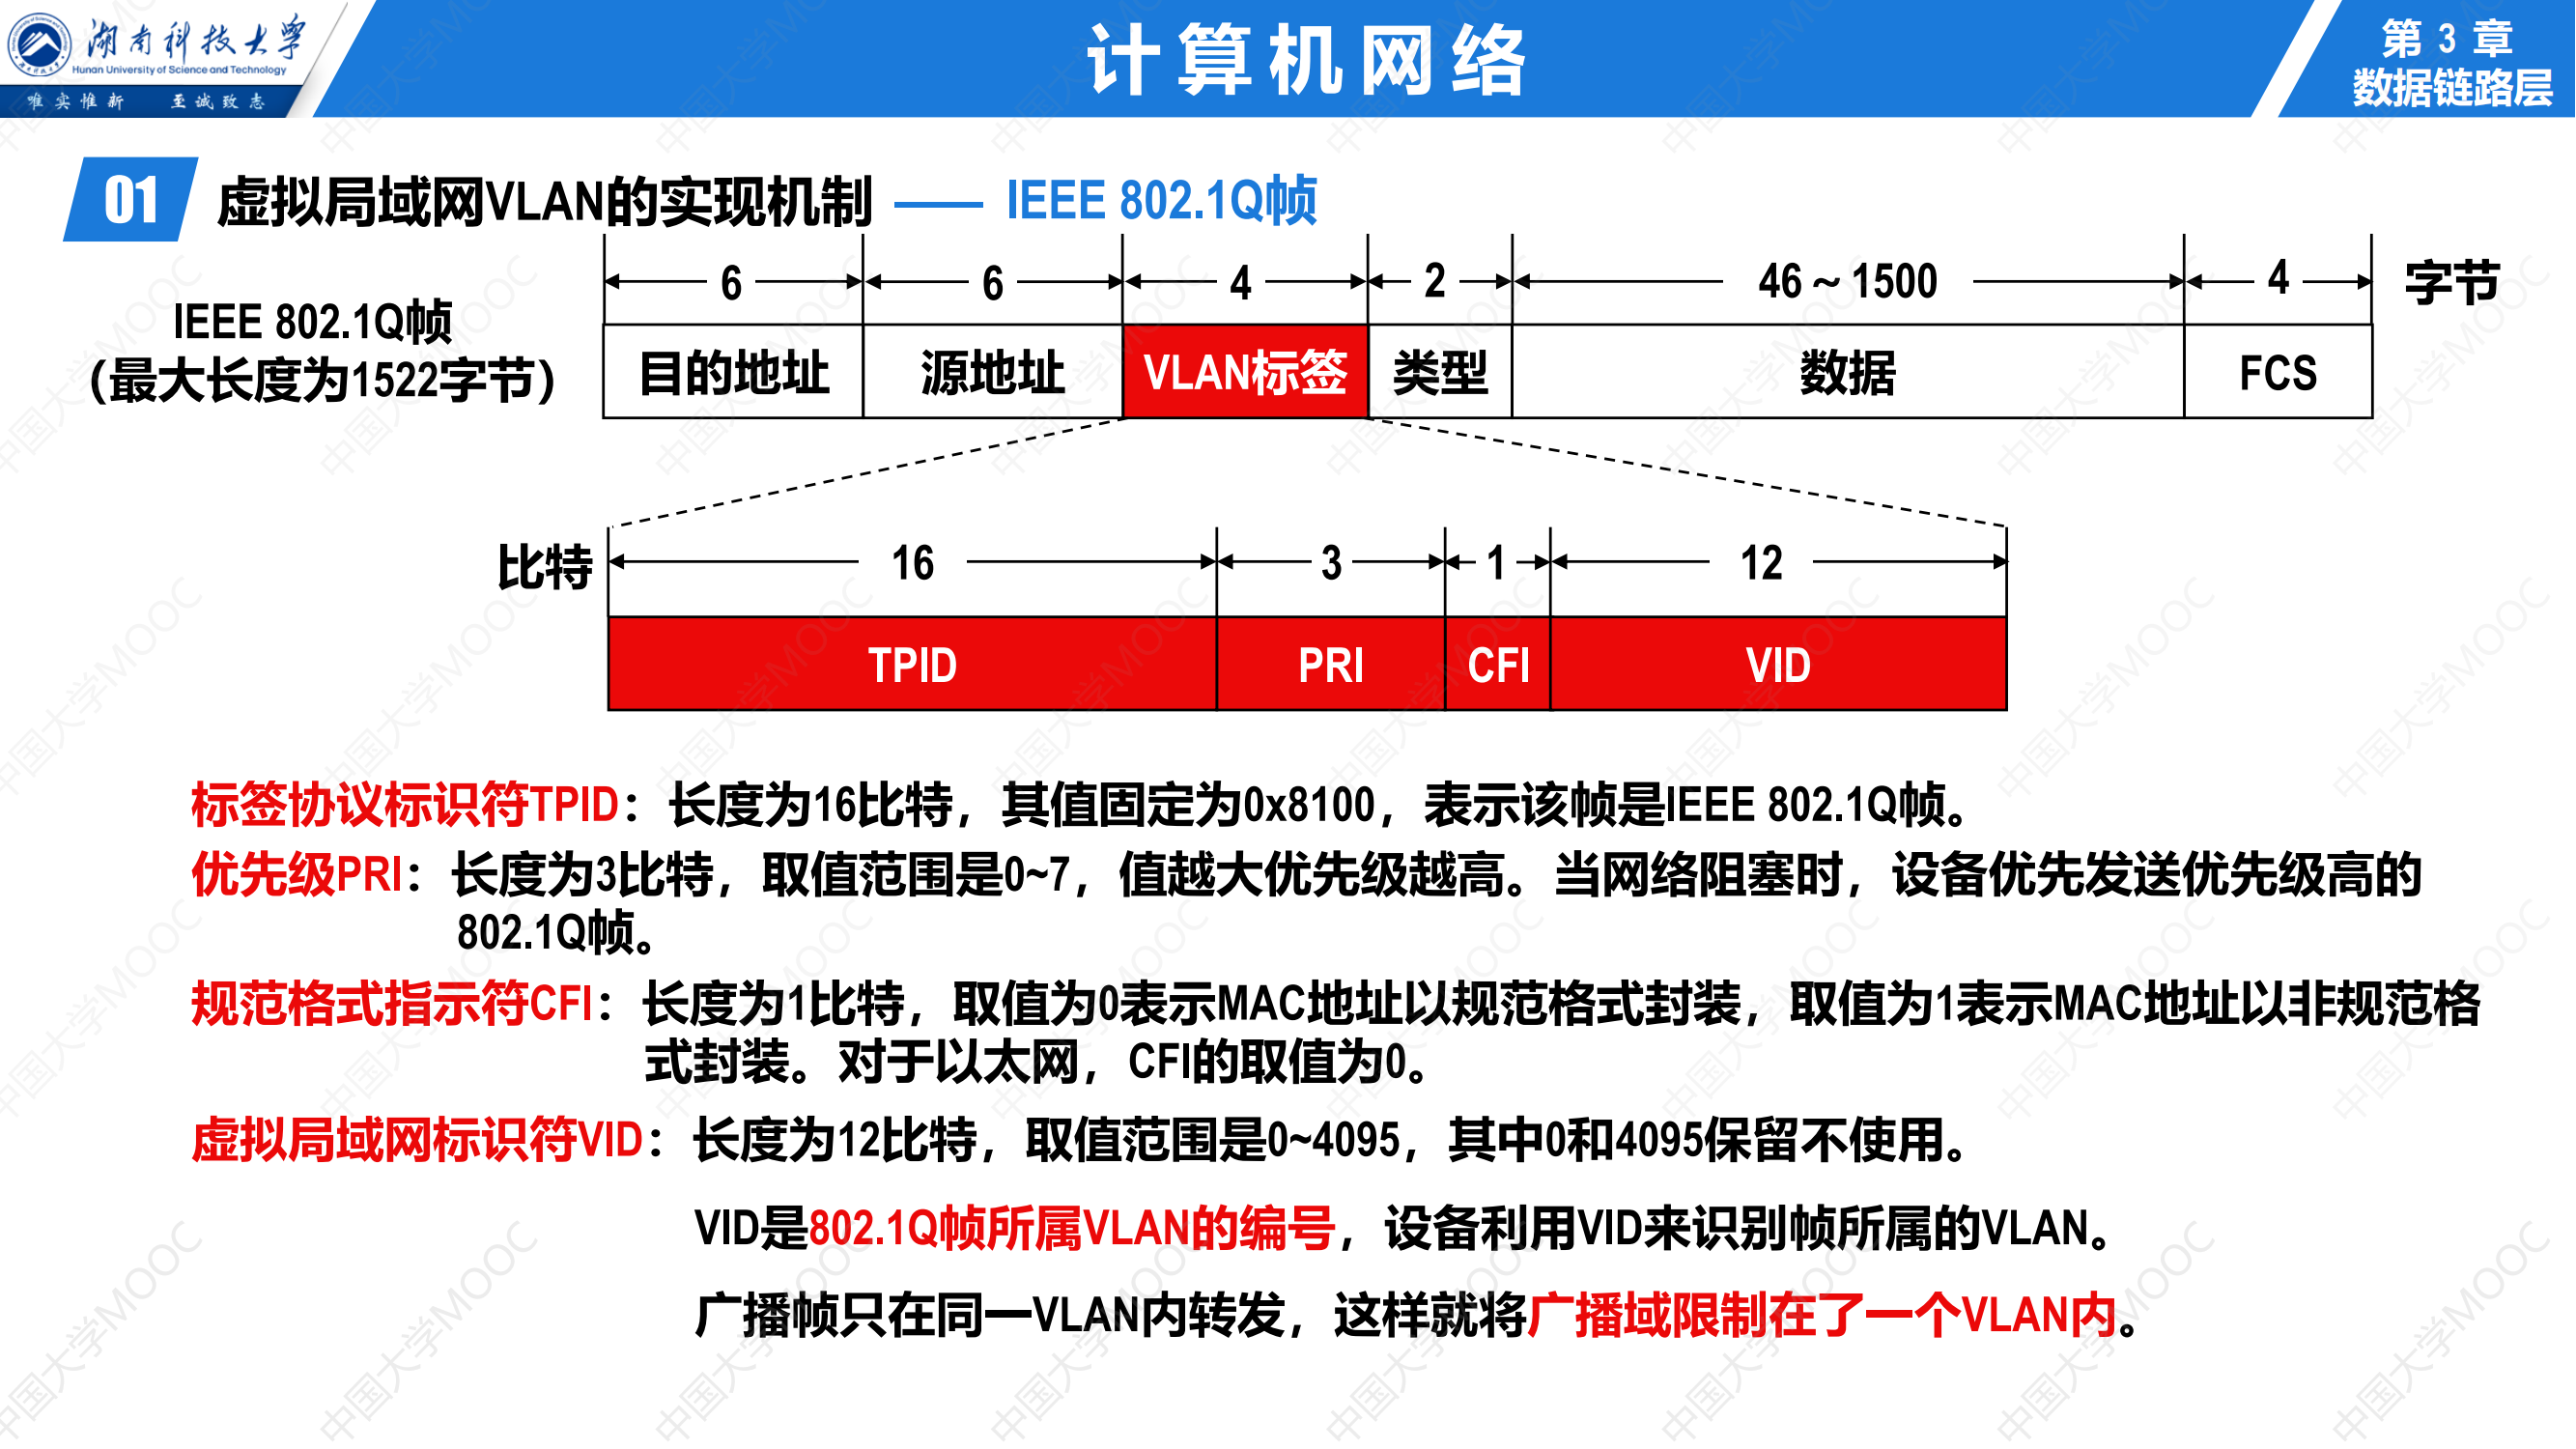 湖南科技大学
Hunan University of Science and Technology
唯实惟新 至诚致志
计算机网络
第 3 章
数据链路层
01 虚拟局域网VLAN的实现机制 —— IEEE 802.1Q帧
6 6 4 2 46 ~ 1500 4 字节
IEEE 802.1Q帧
（最大长度为1522字节）
目的地址 源地址 VLAN标签 类型 数据 FCS
比特 16 3 1 12
TPID PRI CFI VID
标签协议标识符TPID：长度为16比特，其值固定为0x8100，表示该帧是IEEE 802.1Q帧。
优先级PRI：长度为3比特，取值范围是0~7，值越大优先级越高。当网络阻塞时，设备优先发送优先级高的
802.1Q帧。
规范格式指示符CFI：长度为1比特，取值为0表示MAC地址以规范格式封装，取值为1表示MAC地址以非规范格
式封装。对于以太网，CFI的取值为0。
虚拟局域网标识符VID：长度为12比特，取值范围是0~4095，其中0和4095保留不使用。
VID是802.1Q帧所属VLAN的编号，设备利用VID来识别帧所属的VLAN。
广播帧只在同一VLAN内转发，这样就将广播域限制在了一个VLAN内。
中国大学MOOC